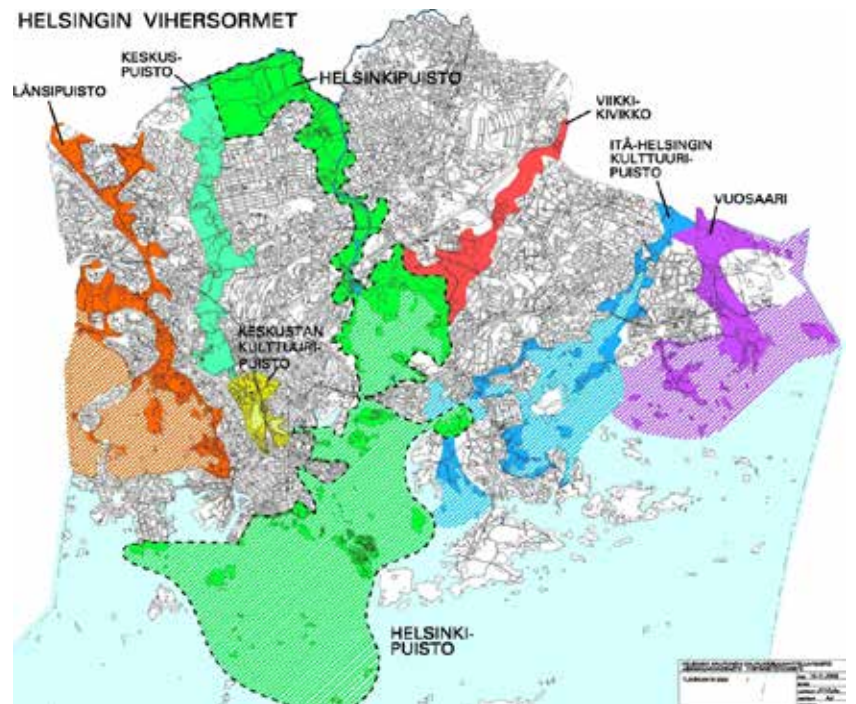 HELSINGIN VIHERSORMET
KESKUS-
PUISTO
HELSINKIPUISTO
LÄNSIPUISTO
VIIKKI-
KIVIKKO
ITÄ-HELSINGIN
KULTTUURI-
PUISTO
VUOSAARI
KESKUSTAN
KULTTUURI-
PUISTO
HELSINKI-
PUISTO